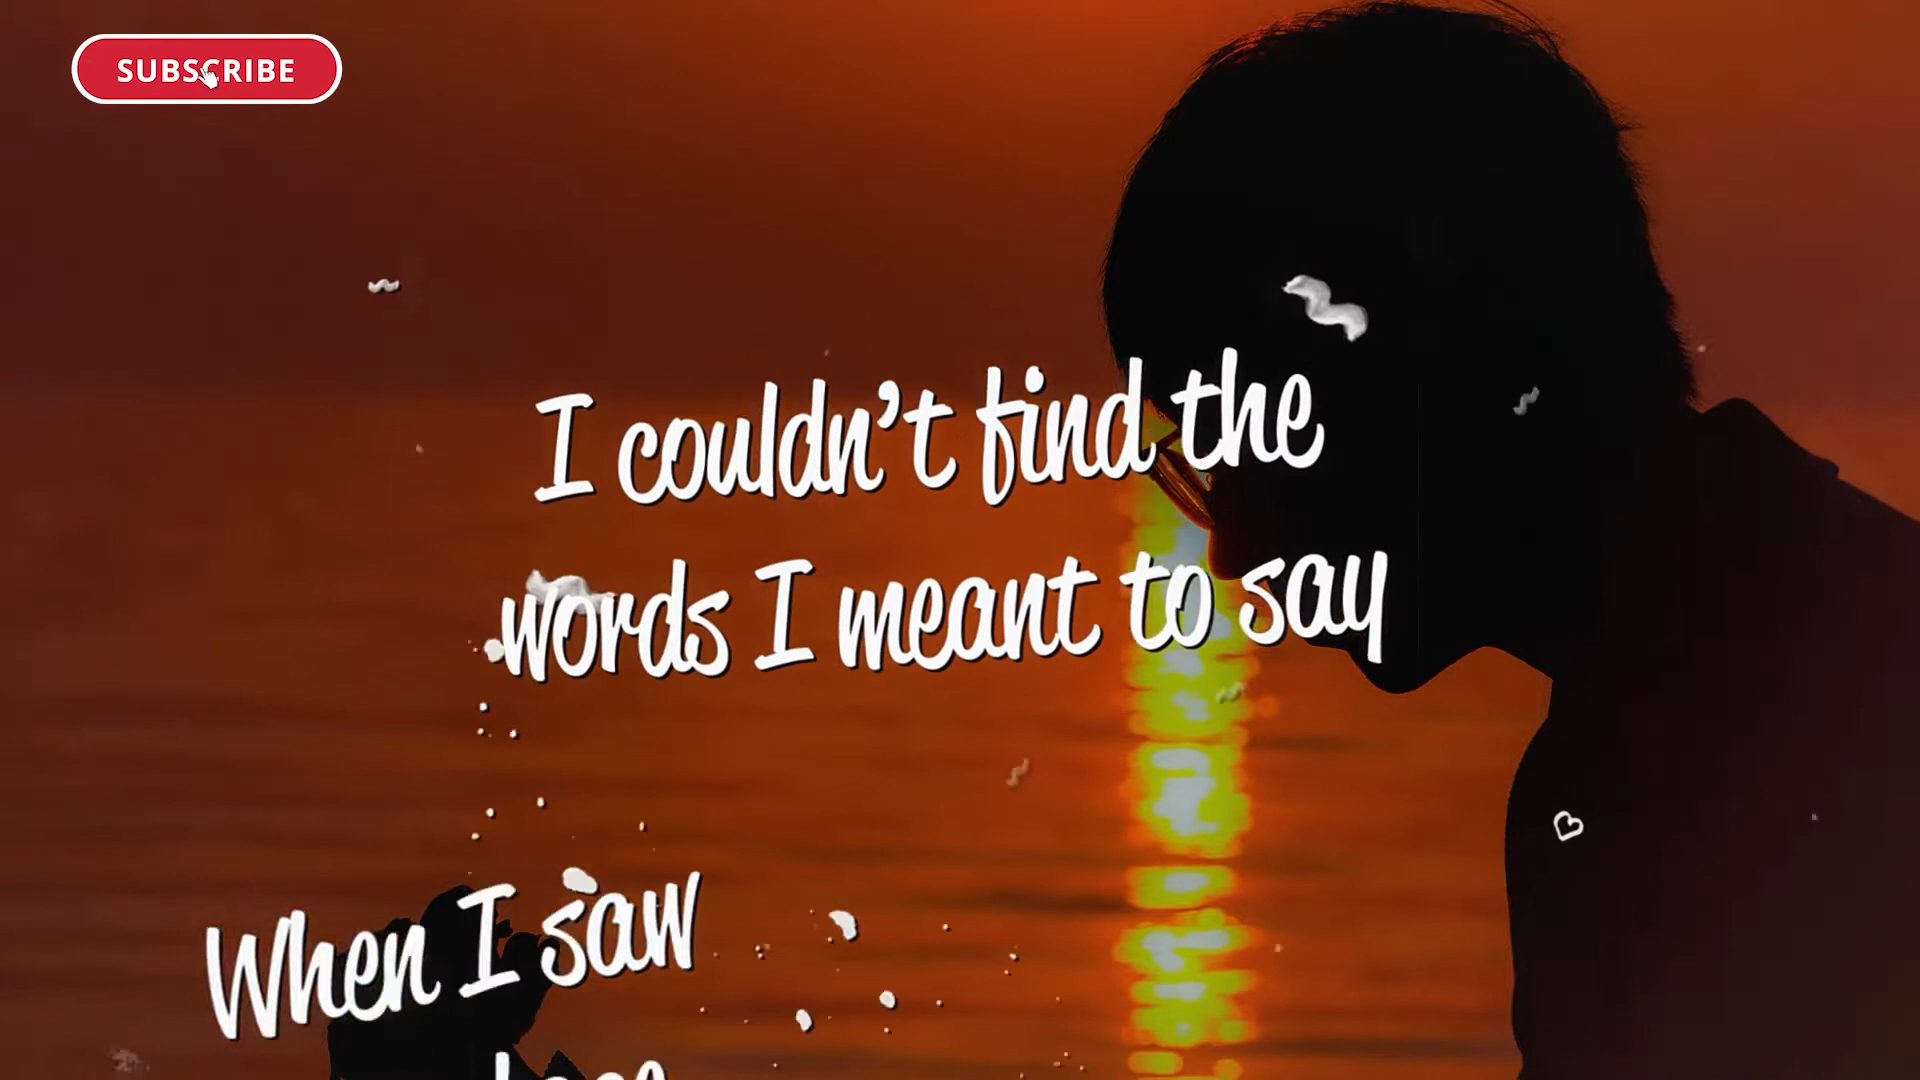 SUBSCRIBE
I couldn't find the
words I meant to say
When I saw